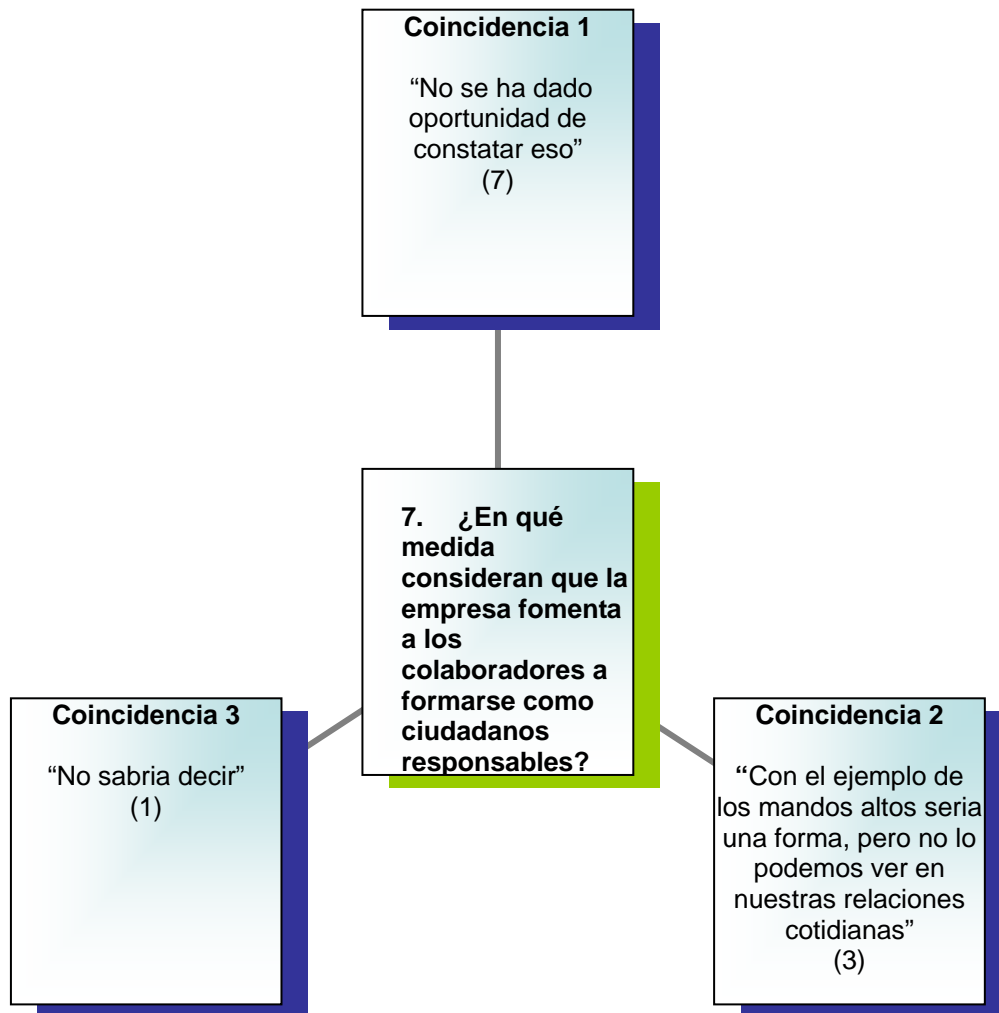 Coincidencia 1
“No se ha dado
oportunidad de
constatar eso”
(7)
7. ¿En qué
medida
consideran que la
empresa fomenta
a los
colaboradores a
formarse como
ciudadanos
responsables?
Coincidencia 3
“No sabria decir”
(1)
Coincidencia 2
“Con el ejemplo de
los mandos altos seria
una forma, pero no lo
podemos ver en
nuestras relaciones
cotidianas”
(3)